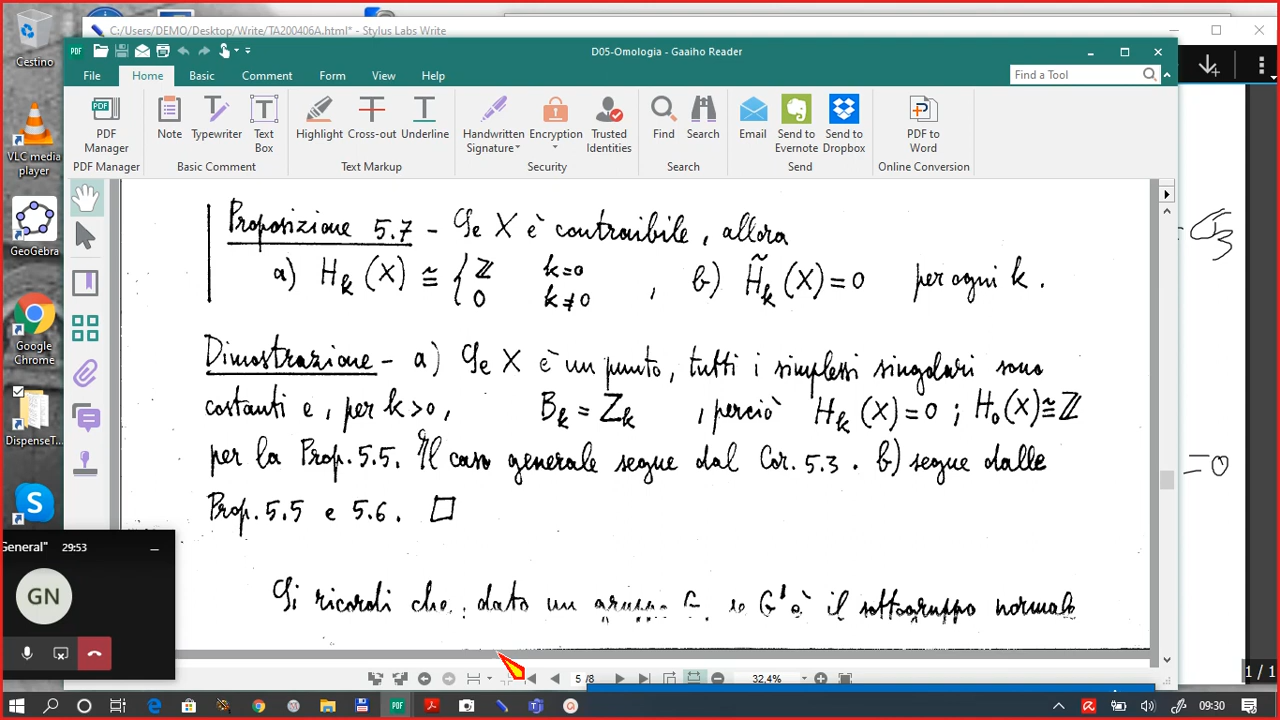 C:/Users/DEMO/Desktop/Write/TA200406A.html* - Stylus Labs Write
D05-Omologia - Gaaiho Reader
File Home Basic Comment Form View Help
Find a Tool
PDF Manager
Note Typewriter Text Box
Highlight Cross-out Underline
Handwritten Signature Encryption Trusted Identities
Find Search
Email Send to Evernote Send to Dropbox
PDF to Word
PDF Manager Basic Comment Text Markup Security Search Send Online Conversion
Cestino
VLC media player
GeoGebra
Google Chrome
DispenseT...
Skype
Proposizione 5.7 - Se X è contraibile, allora
a) H_k(X) ≅ { ℤ k=0
0 k≠0 , b) H̃_k(X)=0 per ogni k.
Dimostrazione - a) Se X è un punto, tutti i simplessi singolari sono
costanti e, per k>0, B_k = Z_k , perciò H_k(X)=0 ; H_0(X)≅ℤ
per la Prop. 5.5. Il caso generale segue dal Cor. 5.3. b) segue dalle
Prop. 5.5 e 5.6. □
Si ricordi che, dato un gruppo G, se G' è il sottogruppo normale
=0
General" 29:53
GN
5 /8
32,4%
1 / 1
09:30